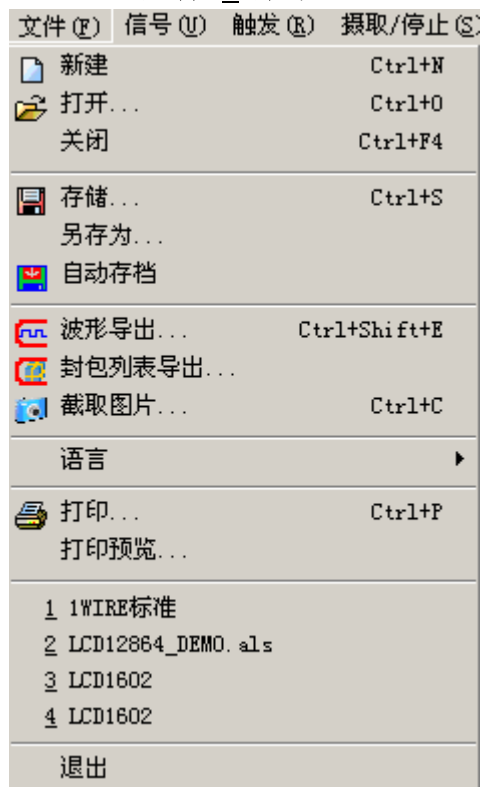 文件(F) 信号(U) 触发(R) 摄取/停止(S)
新建 Ctrl+N
打开... Ctrl+O
关闭 Ctrl+F4
存储... Ctrl+S
另存为...
自动存档
波形导出... Ctrl+Shift+E
封包列表导出...
截取图片... Ctrl+C
语言
打印... Ctrl+P
打印预览...
1 1WIRE标准
2 LCD12864_DEMO.als
3 LCD1602
4 LCD1602
退出